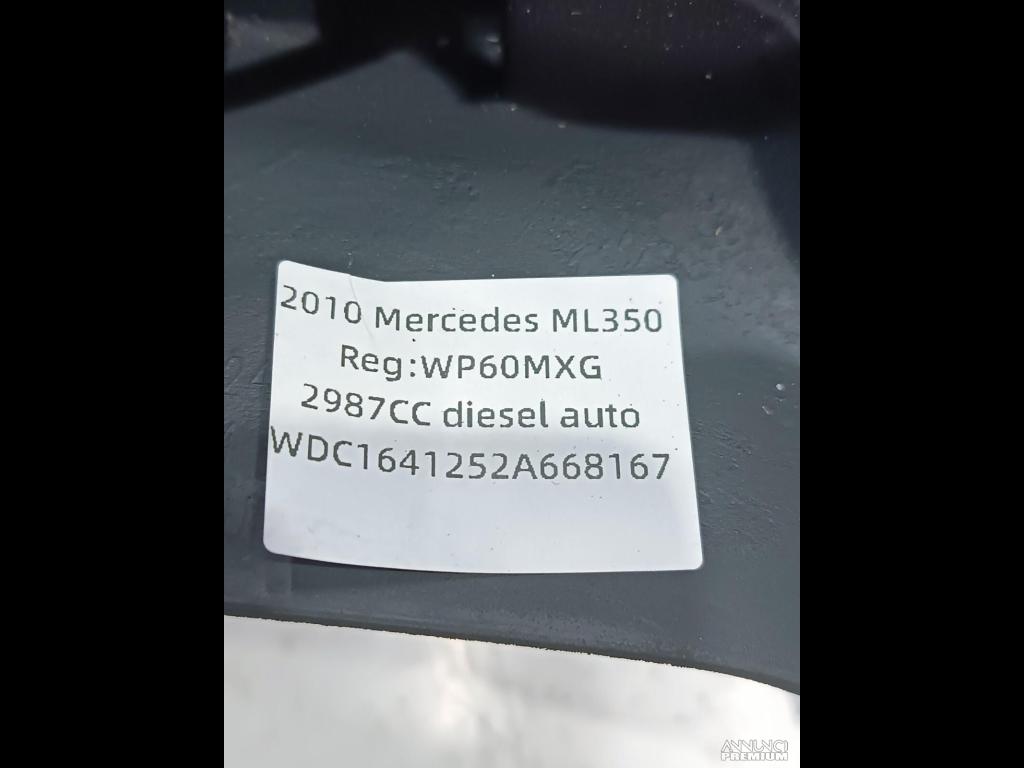 2010 Mercedes ML350
Reg:WP60MXG
2987CC diesel auto
WDC1641252A668167
ANNUNCI
PREMIUM